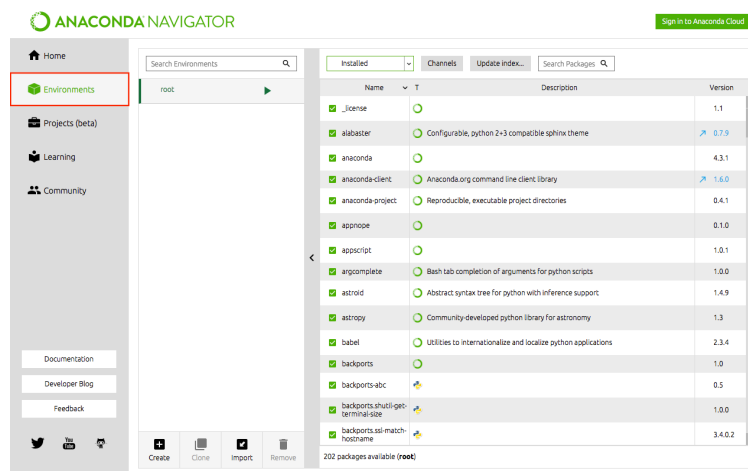 ANACONDA NAVIGATOR
Sign in to Anaconda Cloud
Home
Environments
Projects (beta)
Learning
Community
Documentation
Developer Blog
Feedback
You
Tube
Search Environments
root
Create
Clone
Import
Remove
Installed
Channels
Update index...
Search Packages
Name T Description Version
_license 1.1
alabaster Configurable, python 2+3 compatible sphinx theme 0.7.9
anaconda 4.3.1
anaconda-client Anaconda.org command line client library 1.6.0
anaconda-project Reproducible, executable project directories 0.4.1
appnope 0.1.0
appscript 1.0.1
argcomplete Bash tab completion of arguments for python scripts 1.0.0
astroid Abstract syntax tree for python with inference support 1.4.9
astropy Community-developed python library for astronomy 1.3
babel Utilities to internationalize and localize python applications 2.3.4
backports 1.0
backports-abc 0.5
backports.shutil-get-
terminal-size 1.0.0
backports.ssl-match-
hostname 3.4.0.2
202 packages available (root)